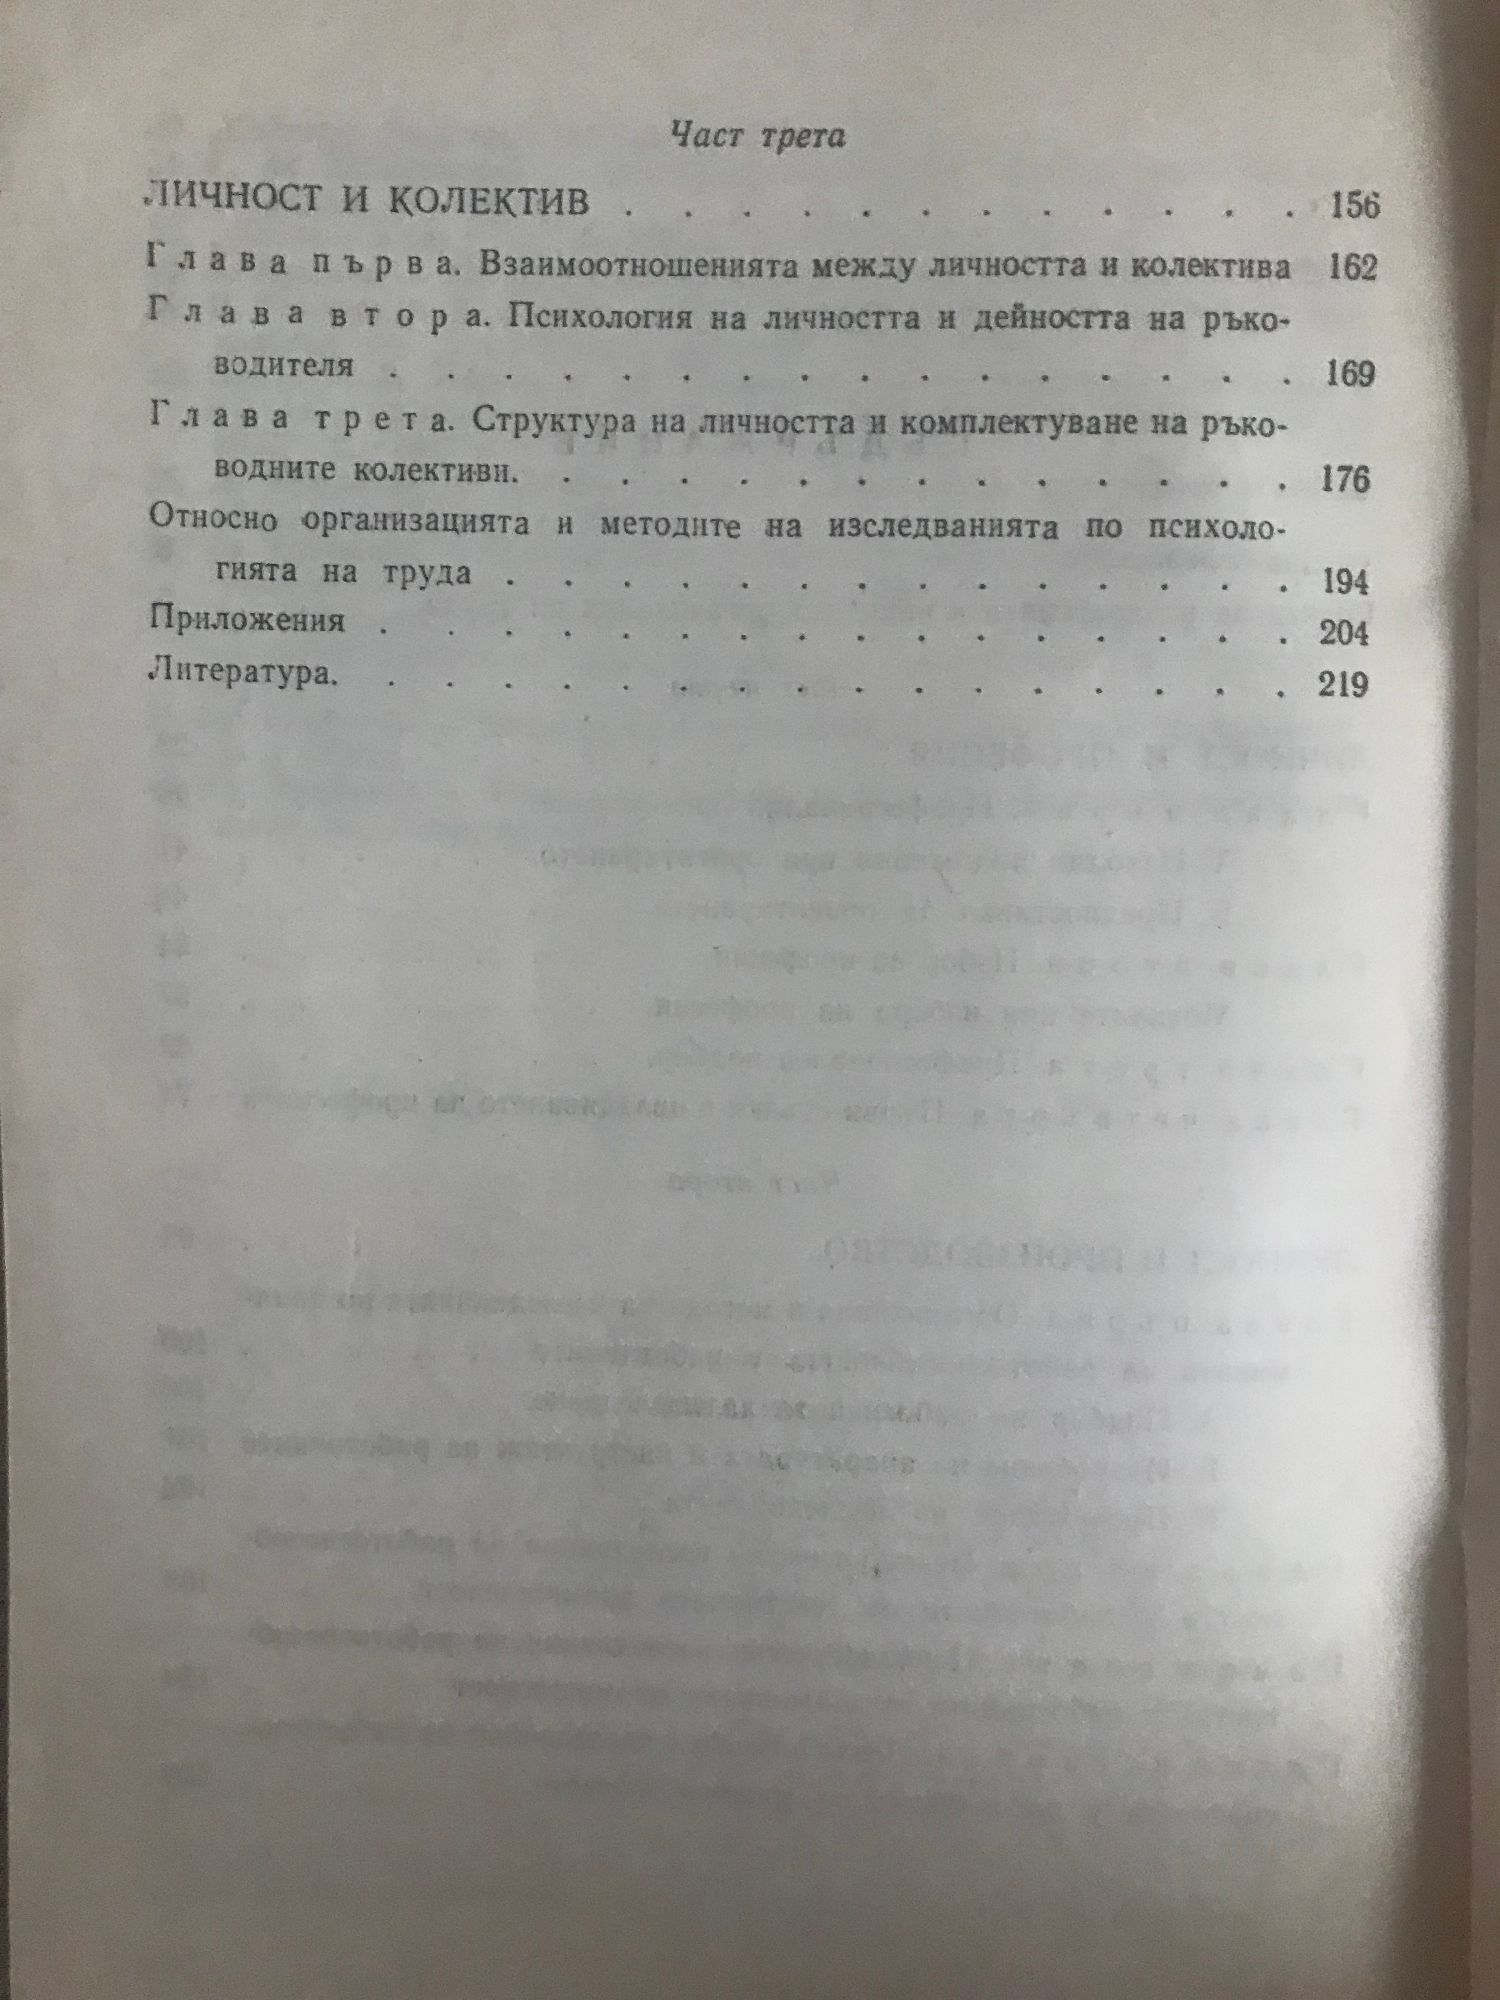 Част трета
ЛИЧНОСТ И КОЛЕКТИВ . . . . . . . . . . . . 156
Глава първа. Взаимоотношенията между личността и колектива 162
Глава втора. Психология на личността и дейността на ръко-
водителя . . . . . . . . . . . . . . . . 169
Глава трета. Структура на личността и комплектуване на ръко-
водните колективи. . . . . . . . . . . . . . 176
Относно организацията и методите на изследванията по психоло-
гията на труда . . . . . . . . . . . . . . 194
Приложения . . . . . . . . . . . . . . . . 204
Литература. . . . . . . . . . . . . . . . . 219